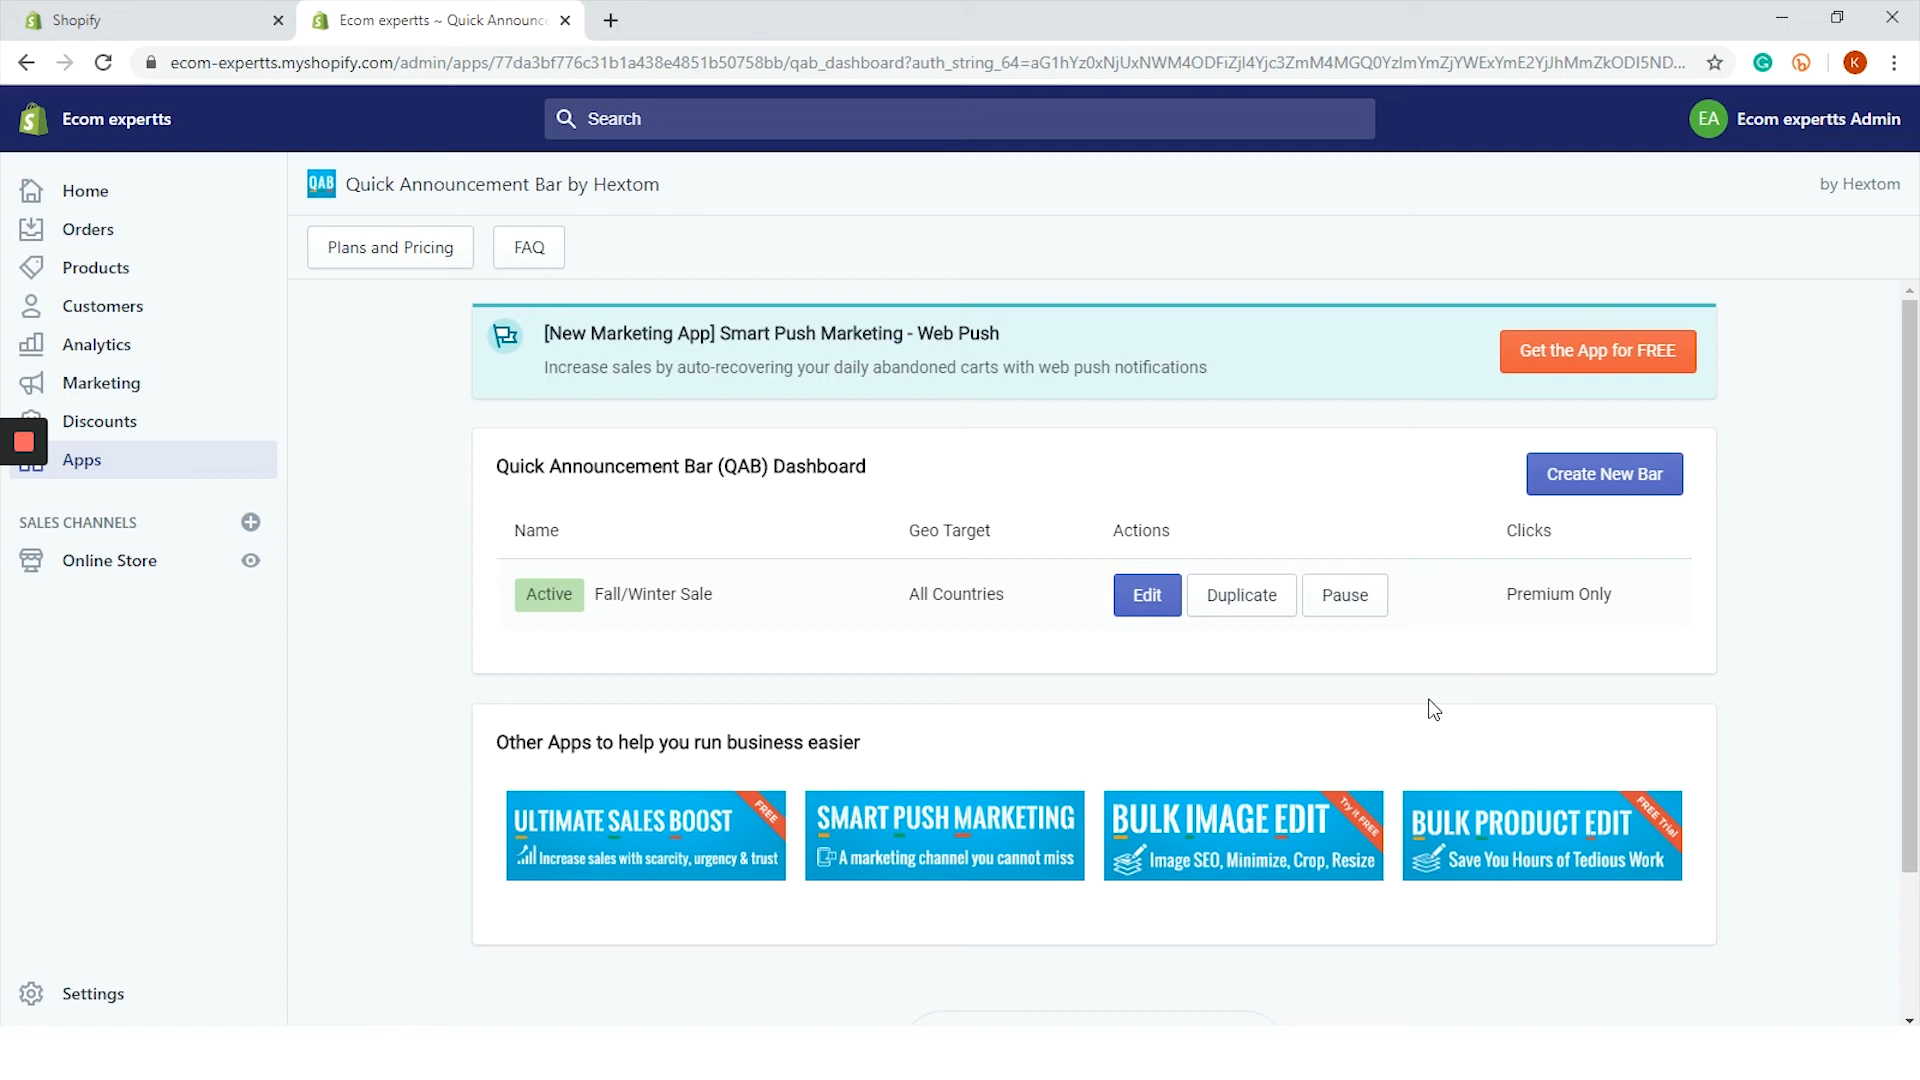 Shopify
Ecom expertts ~ Quick Announc
ecom-expertts.myshopify.com/admin/apps/77da3bf776c31b1a438e4851b50758bb/qab_dashboard?auth_string_64=aG1hYz0xNjUxNWM4ODFiZjI4Yjc3ZmM4MGQ0YzlmYmZjYWExYmE2YjJhMmZkODI5ND...
K
Ecom expertts
Search
EA Ecom expertts Admin
QAB Quick Announcement Bar by Hextom
by Hextom
Plans and Pricing
FAQ
Home
Orders
Products
Customers
Analytics
Marketing
Discounts
Apps
SALES CHANNELS
Online Store
Settings
[New Marketing App] Smart Push Marketing - Web Push
Increase sales by auto-recovering your daily abandoned carts with web push notifications
Get the App for FREE
Quick Announcement Bar (QAB) Dashboard
Create New Bar
Name Geo Target Actions Clicks
Active Fall/Winter Sale All Countries Edit Duplicate Pause Premium Only
Other Apps to help you run business easier
ULTIMATE SALES BOOST
FREE
Increase sales with scarcity, urgency & trust
SMART PUSH MARKETING
A marketing channel you cannot miss
BULK IMAGE EDIT
Try it FREE
Image SEO, Minimize, Crop, Resize
BULK PRODUCT EDIT
FREE Trial
Save You Hours of Tedious Work